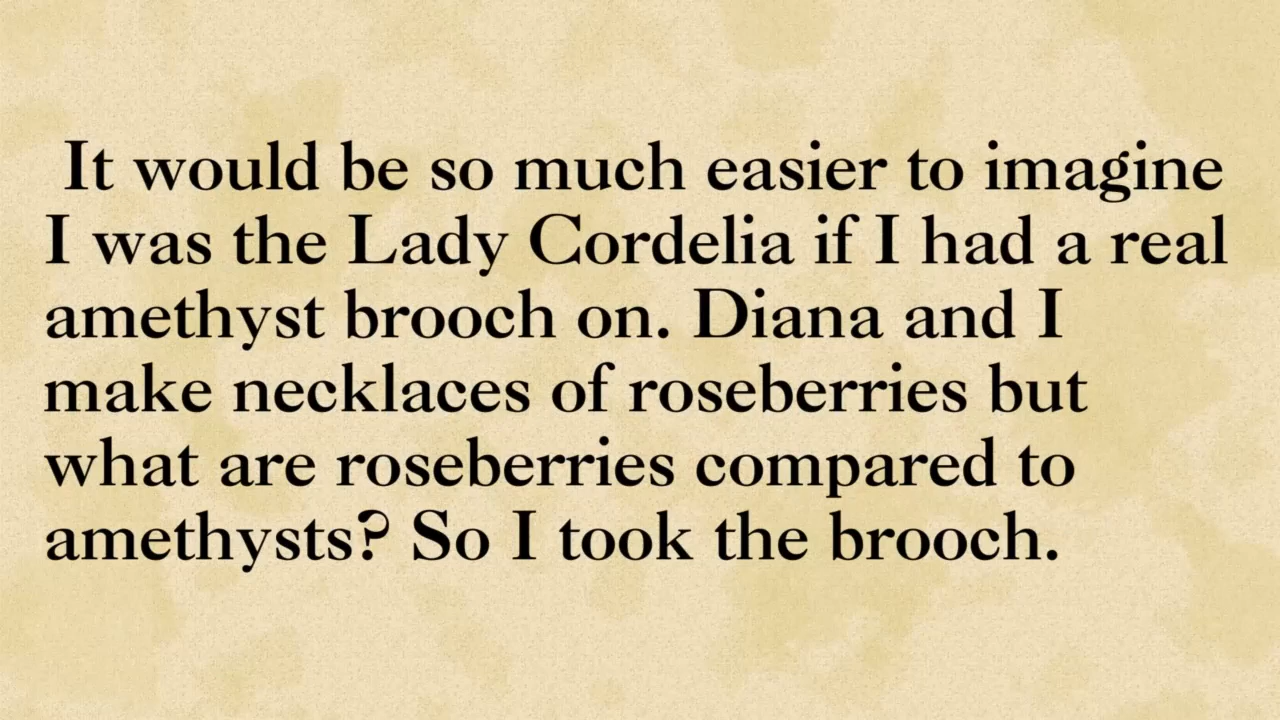 It would be so much easier to imagine
I was the Lady Cordelia if I had a real
amethyst brooch on. Diana and I
make necklaces of roseberries but
what are roseberries compared to
amethysts? So I took the brooch.